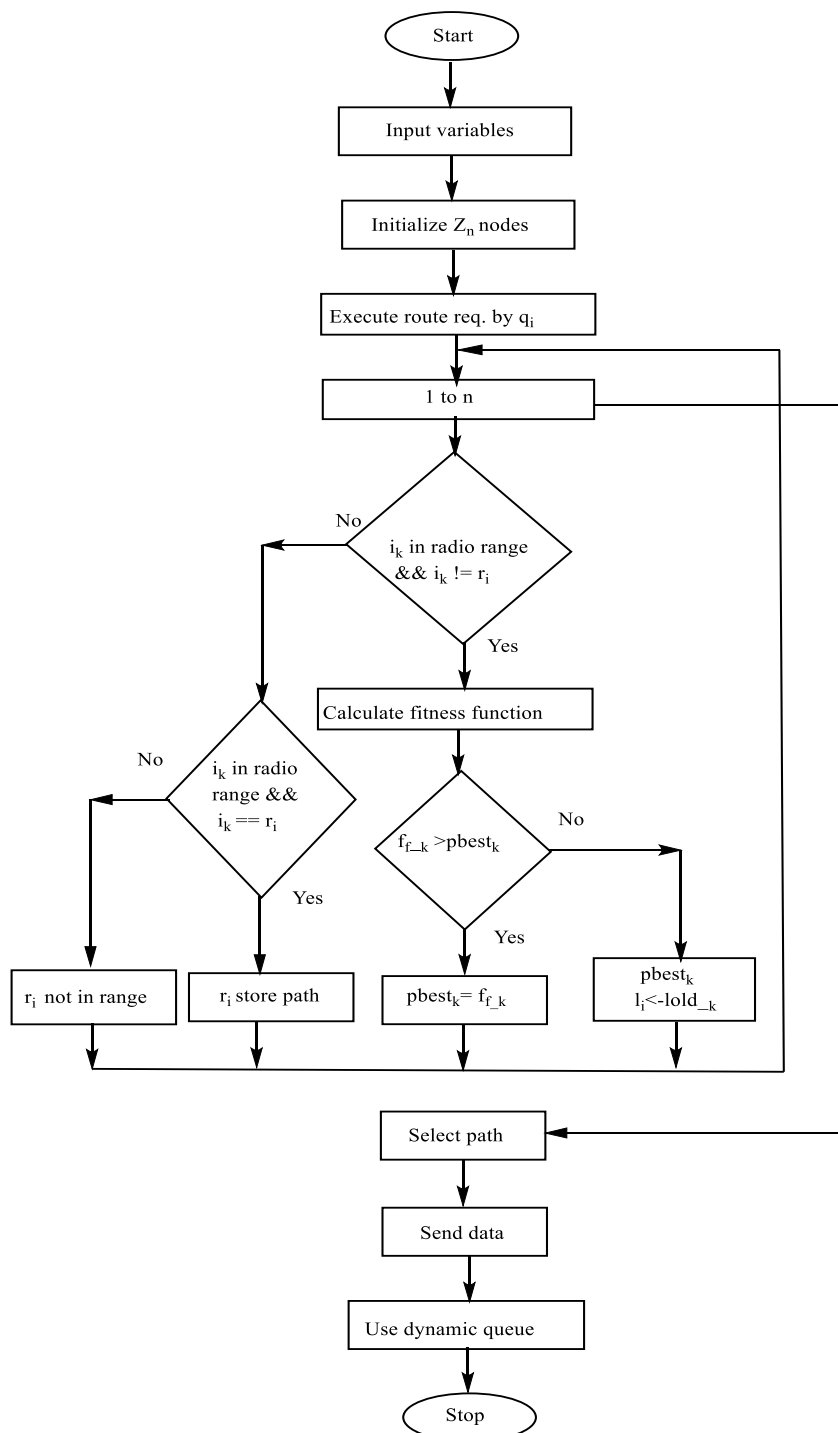 Start
Input variables
Initialize Zn nodes
Execute route req. by qi
1 to n
No
ik in radio range
&& ik != ri
Yes
Calculate fitness function
No
ik in radio
range &&
ik == ri
Yes
ff_k >pbestk
No
Yes
ri not in range
ri store path
pbestk= ff_k
pbestk
li<-lold_k
Select path
Send data
Use dynamic queue
Stop